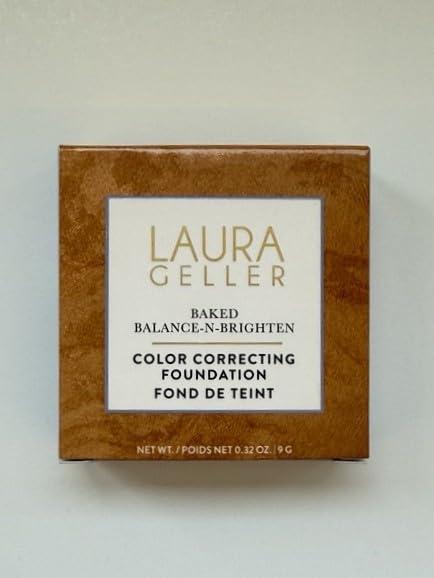 LAURA
GELLER
BAKED
BALANCE-N-BRIGHTEN
COLOR CORRECTING
FOUNDATION
FOND DE TEINT
NET WT. / POIDS NET 0.32 OZ. | 9 G